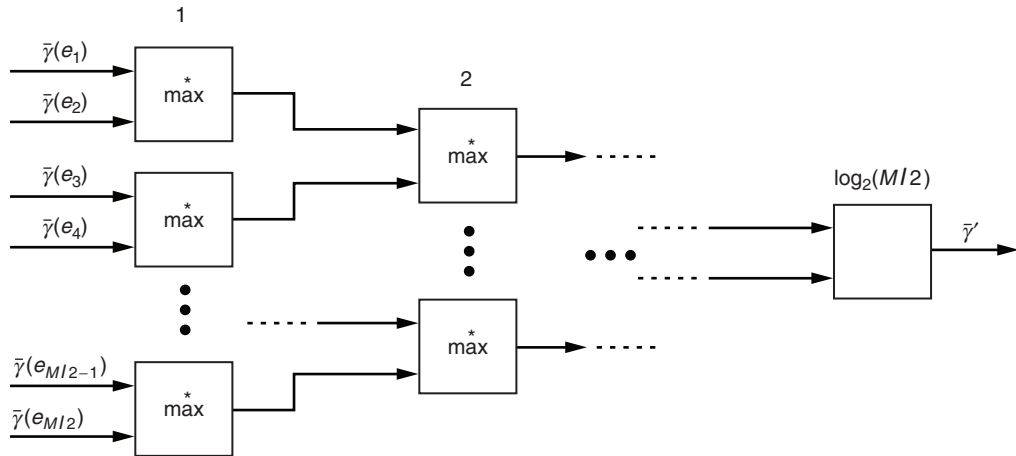 1
γ̄(e₁)
γ̄(e₂)
* max
2
* max
γ̄(e₃)
γ̄(e₄)
* max
log₂(M/2)
γ̄′
γ̄(e_{M/2−1})
γ̄(e_{M/2})
* max
* max